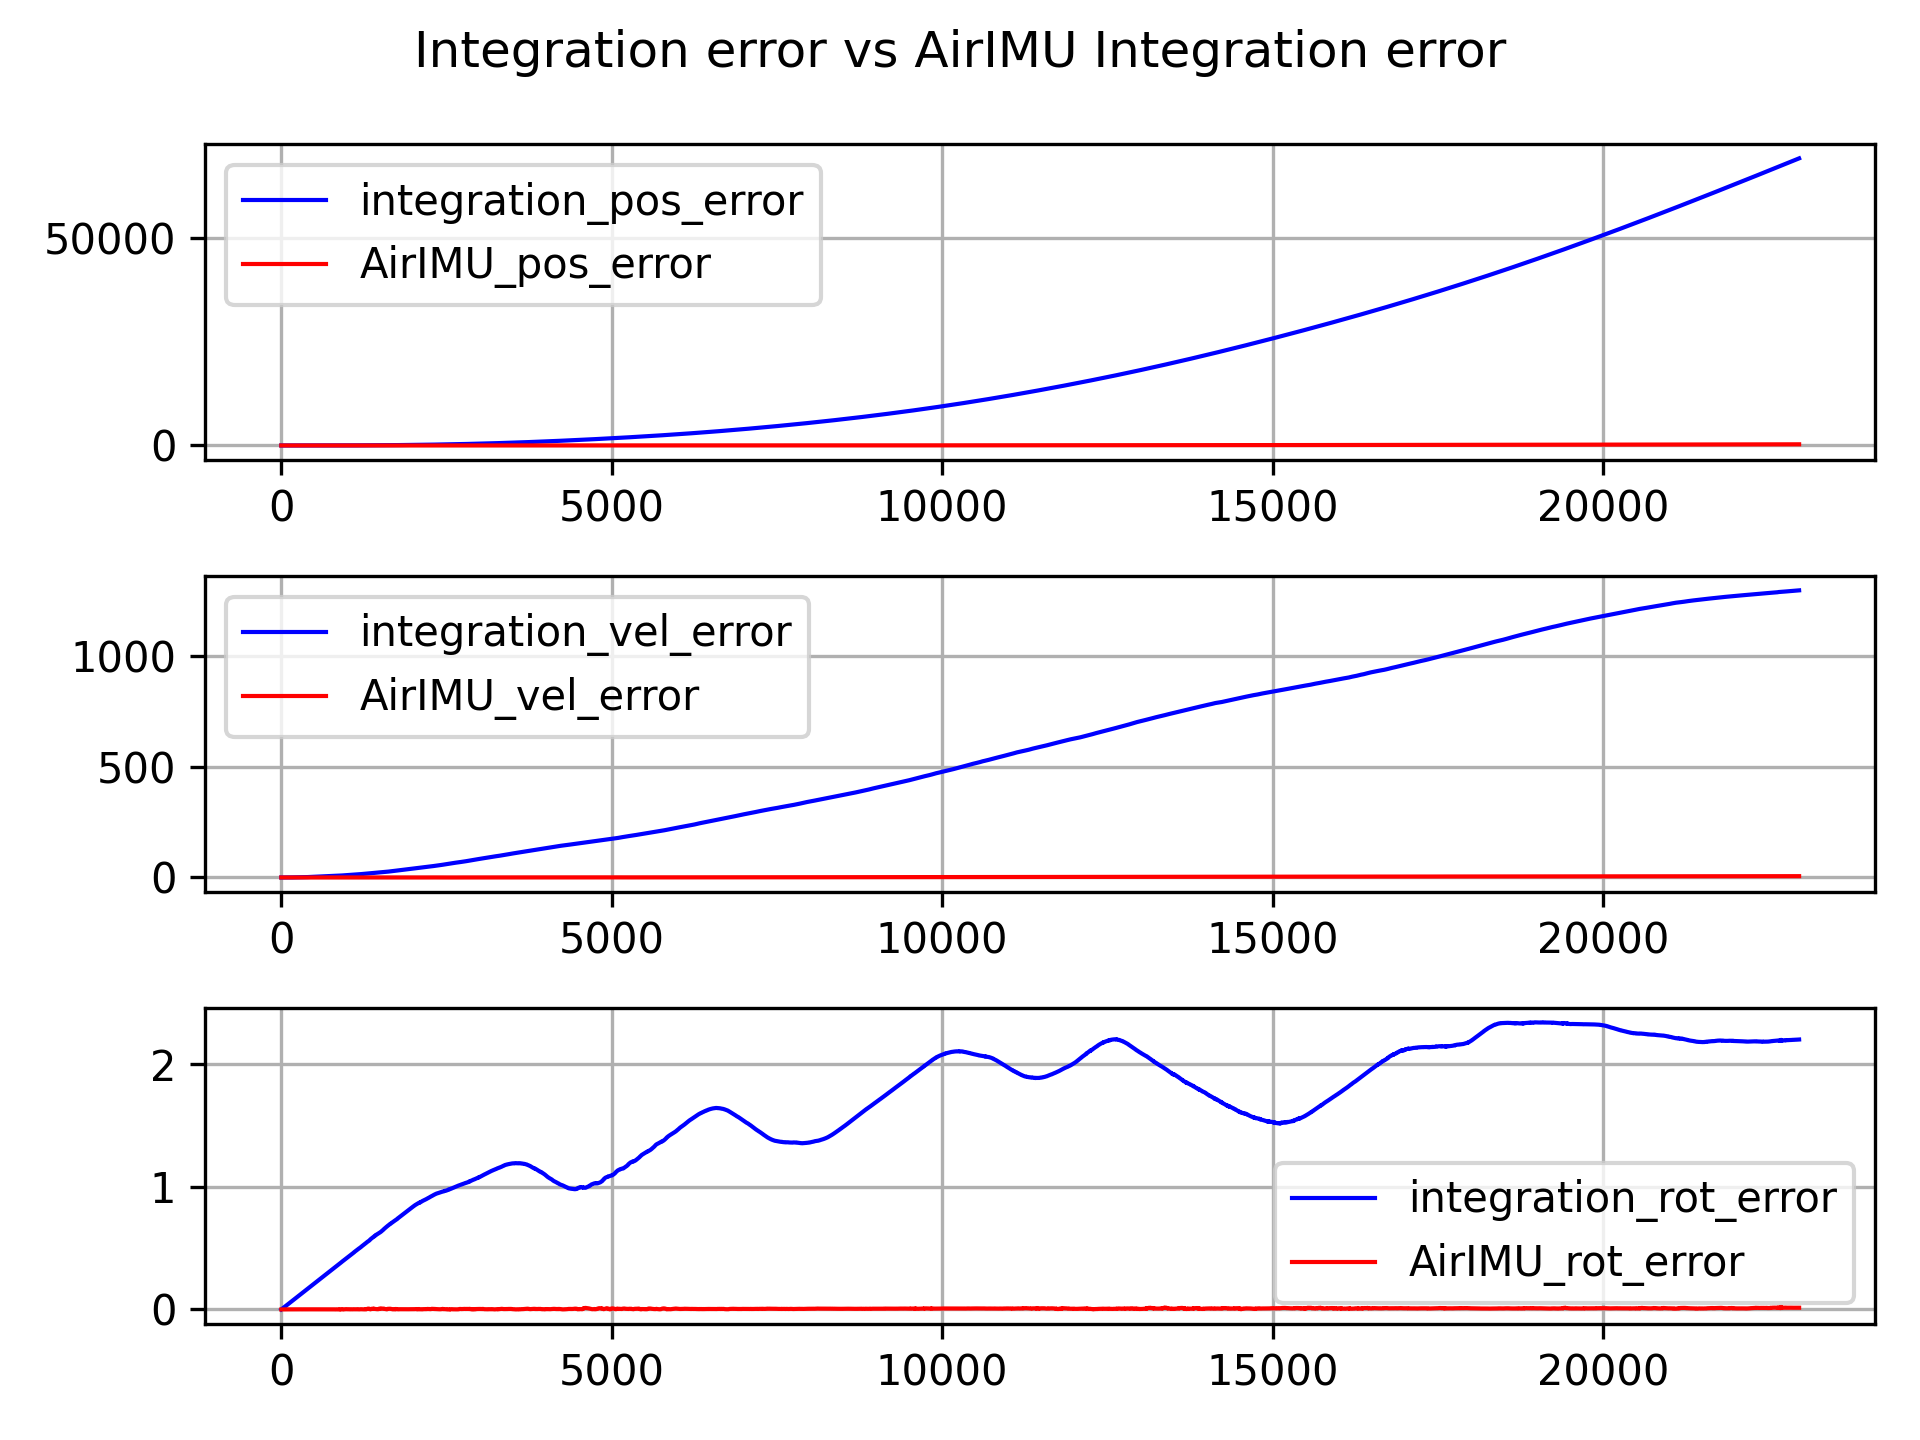 Integration error vs AirIMU Integration error
integration_pos_error
AirIMU_pos_error
50000
0
0 5000 10000 15000 20000
integration_vel_error
AirIMU_vel_error
1000
500
0
0 5000 10000 15000 20000
2
1
0
integration_rot_error
AirIMU_rot_error
0 5000 10000 15000 20000